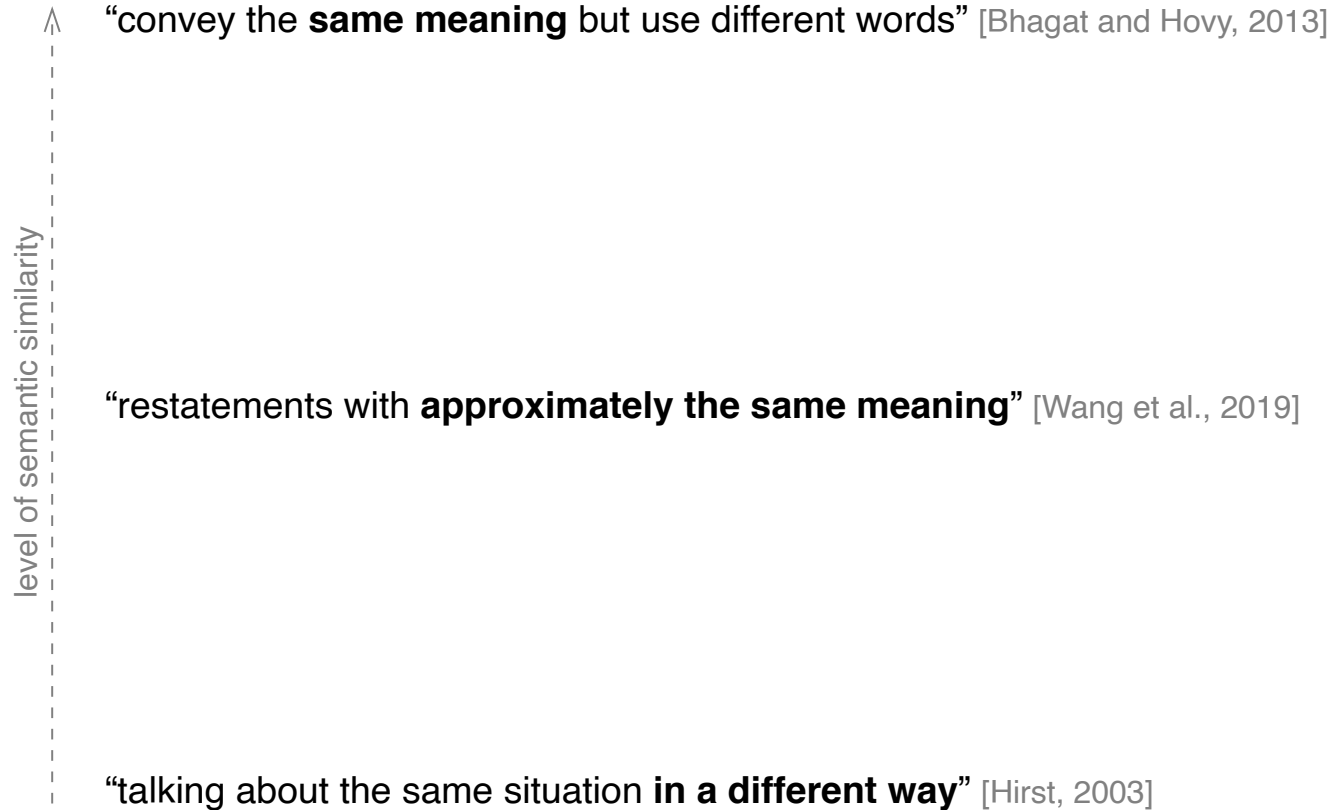 “convey the same meaning but use different words” [Bhagat and Hovy, 2013]
level of semantic similarity
“restatements with approximately the same meaning” [Wang et al., 2019]
“talking about the same situation in a different way” [Hirst, 2003]